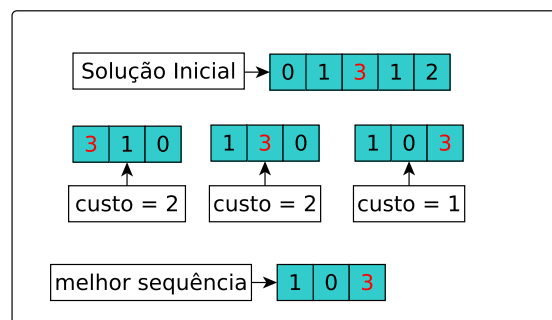 Solução Inicial 0 1 3 1 2
3 1 0 1 3 0 1 0 3
custo = 2 custo = 2 custo = 1
melhor sequência 1 0 3